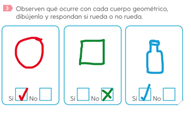 3 Observen qué ocurre con cada cuerpo geométrico,
dibújenlo y respondan si rueda o no rueda.
Sí No Sí No Sí No